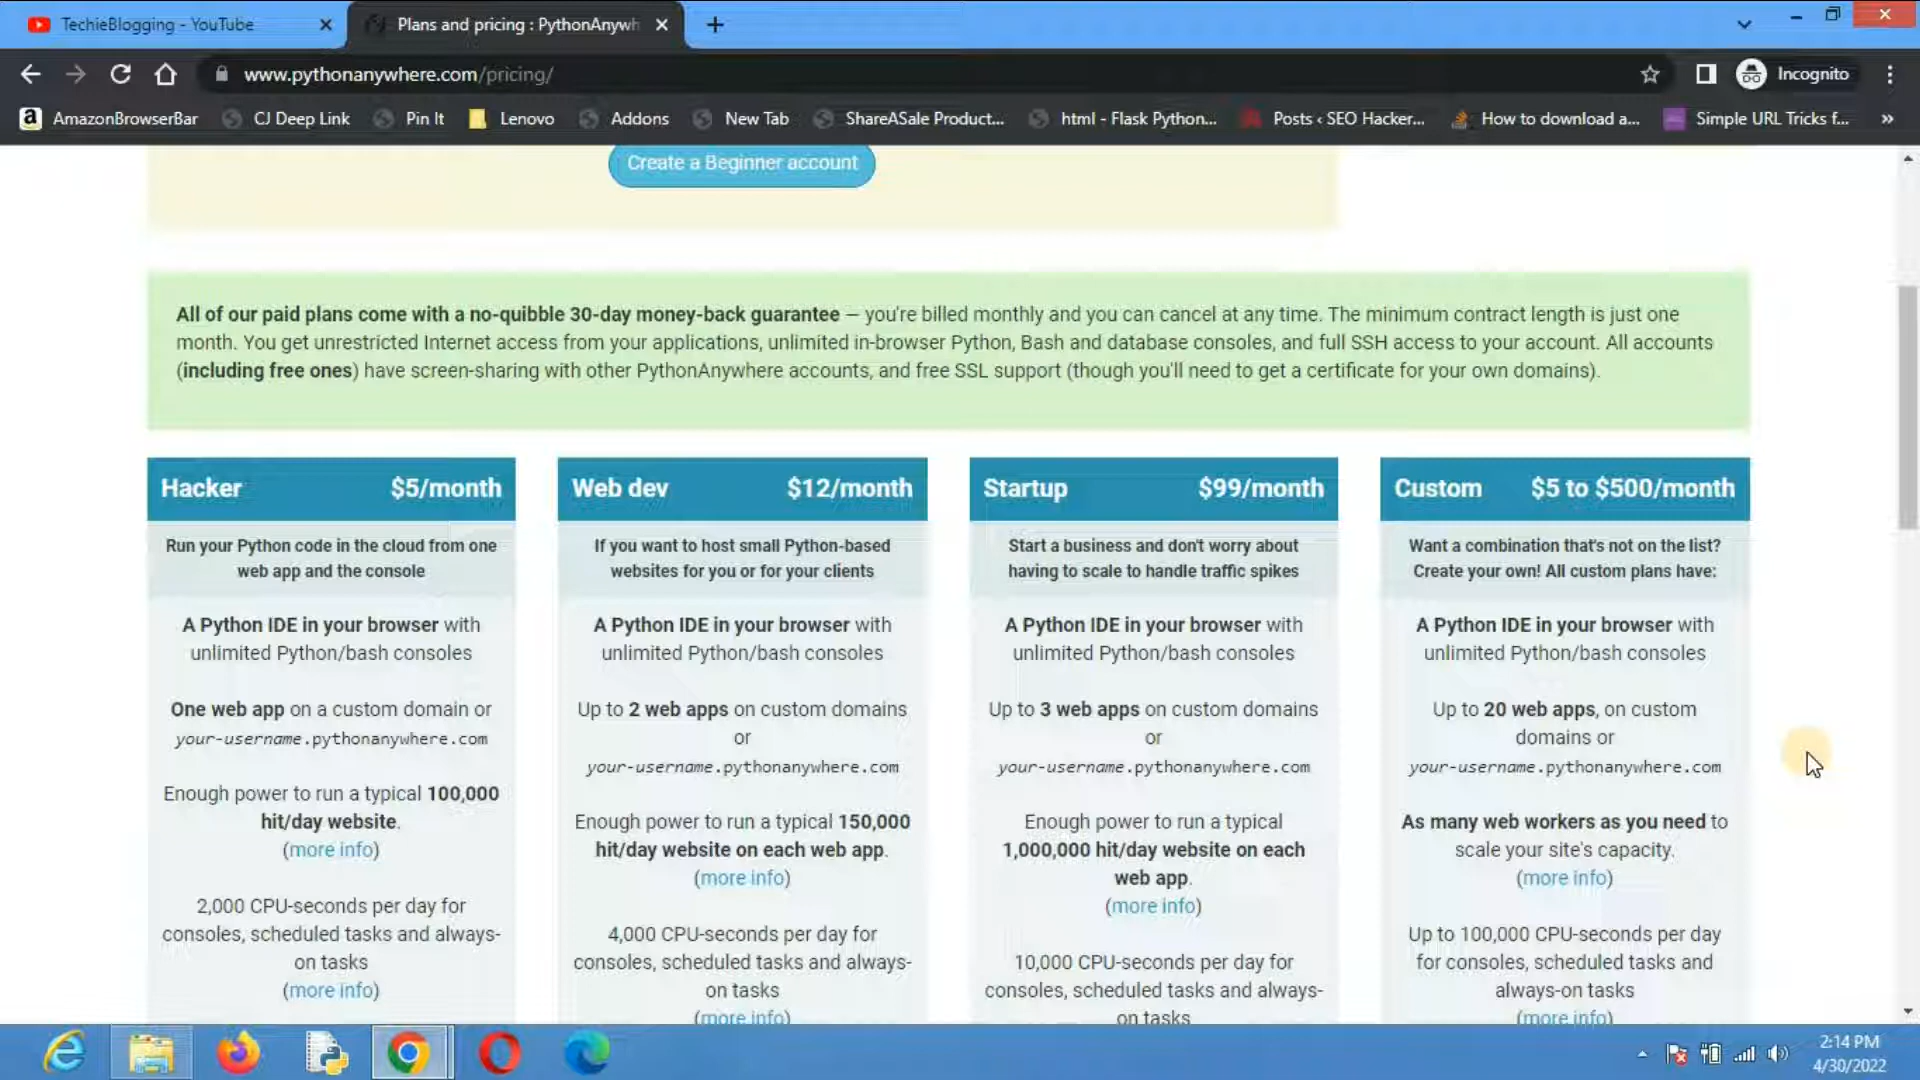 TechieBlogging - YouTube
Plans and pricing : PythonAnywh
www.pythonanywhere.com/pricing/
Incognito
AmazonBrowserBar
CJ Deep Link
Pin It
Lenovo
Addons
New Tab
ShareASale Product...
html - Flask Python...
Posts ‹ SEO Hacker...
How to download a...
Simple URL Tricks f...
»
Create a Beginner account
All of our paid plans come with a no-quibble 30-day money-back guarantee — you're billed monthly and you can cancel at any time. The minimum contract length is just one
month. You get unrestricted Internet access from your applications, unlimited in-browser Python, Bash and database consoles, and full SSH access to your account. All accounts
(including free ones) have screen-sharing with other PythonAnywhere accounts, and free SSL support (though you'll need to get a certificate for your own domains).
Hacker $5/month
Run your Python code in the cloud from one
web app and the console
A Python IDE in your browser with
unlimited Python/bash consoles
One web app on a custom domain or
your-username.pythonanywhere.com
Enough power to run a typical 100,000
hit/day website.
(more info)
2,000 CPU-seconds per day for
consoles, scheduled tasks and always-
on tasks
(more info)
Web dev $12/month
If you want to host small Python-based
websites for you or for your clients
A Python IDE in your browser with
unlimited Python/bash consoles
Up to 2 web apps on custom domains
or
your-username.pythonanywhere.com
Enough power to run a typical 150,000
hit/day website on each web app.
(more info)
4,000 CPU-seconds per day for
consoles, scheduled tasks and always-
on tasks
(more info)
Startup $99/month
Start a business and don't worry about
having to scale to handle traffic spikes
A Python IDE in your browser with
unlimited Python/bash consoles
Up to 3 web apps on custom domains
or
your-username.pythonanywhere.com
Enough power to run a typical
1,000,000 hit/day website on each
web app.
(more info)
10,000 CPU-seconds per day for
consoles, scheduled tasks and always-
on tasks
Custom $5 to $500/month
Want a combination that's not on the list?
Create your own! All custom plans have:
A Python IDE in your browser with
unlimited Python/bash consoles
Up to 20 web apps, on custom
domains or
your-username.pythonanywhere.com
As many web workers as you need to
scale your site's capacity.
(more info)
Up to 100,000 CPU-seconds per day
for consoles, scheduled tasks and
always-on tasks
(more info)
2:14 PM
4/30/2022